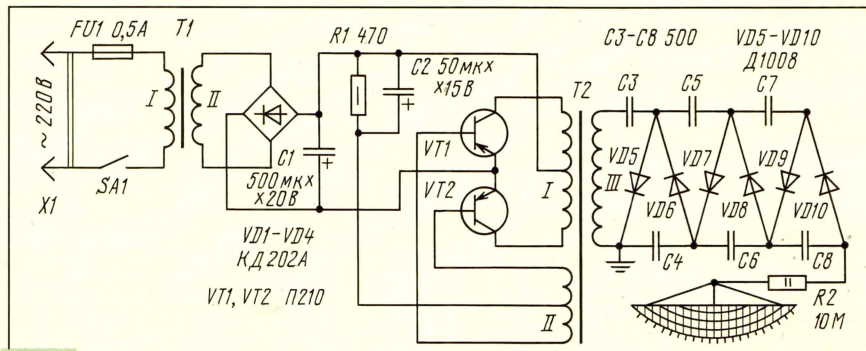 FU1 0,5А
T1
R1 470
C2 50мк×
×15В
T2
C3-C8 500
VD5-VD10
Д1008
C3
C5
C7
~220В
I
II
C1
500мк×
×20В
VT1
VT2
I
III
VD5
VD6
VD7
VD8
VD9
VD10
SA1
X1
VD1-VD4
КД202А
VT1, VT2 П210
C4
C6
C8
II
R2
10М